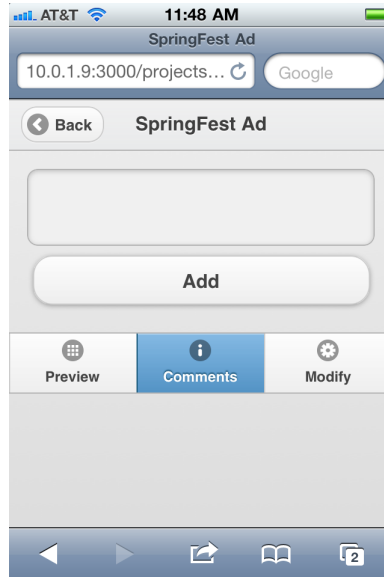 AT&T 11:48 AM
SpringFest Ad
10.0.1.9:3000/projects... Google
Back SpringFest Ad
Add
Preview Comments Modify
2